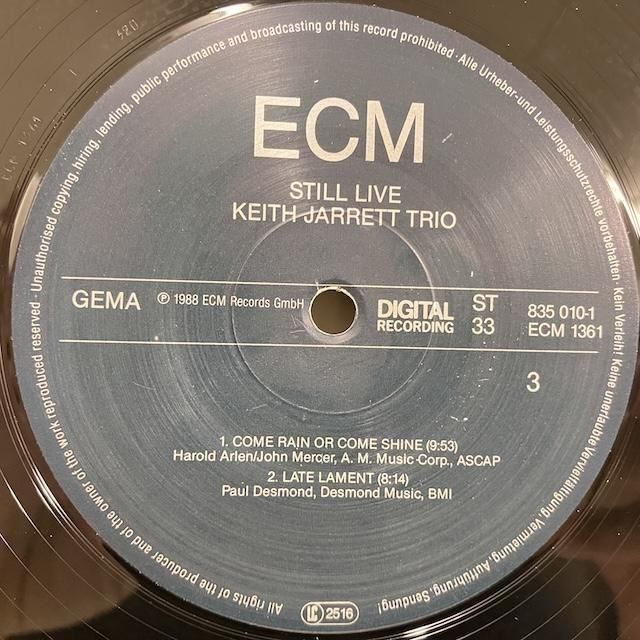 ECM
STILL LIVE
KEITH JARRETT TRIO
GEMA
℗ 1988 ECM Records GmbH
DIGITAL
RECORDING
ST
33
835 010-1
ECM 1361
3
1. COME RAIN OR COME SHINE (9:53)
Harold Arlen/John Mercer, A. M. Music Corp., ASCAP
2. LATE LAMENT (8:14)
Paul Desmond, Desmond Music, BMI
All rights of the producer and of the owner of the work reproduced reserved · Unauthorised copying, hiring, lending, public performance and broadcasting of this record prohibited · Alle Urheber-und Leistungsschutzrechte vorbehalten · Kein Verleih! Keine unerlaubte Vervielfältigung, Vermietung, Aufführung, Sendung!
LC 2516